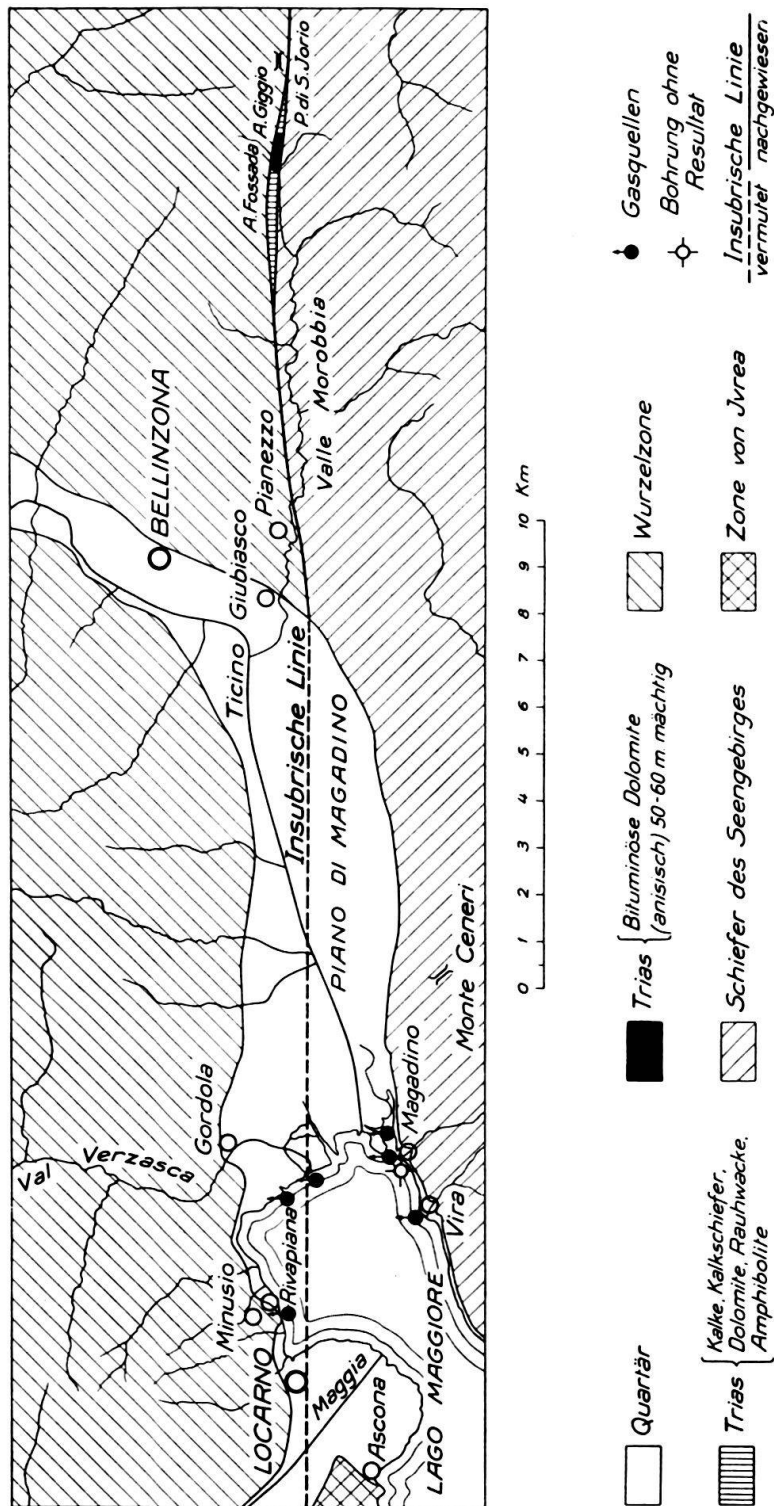 Val Verzasca
Gordola
Minusio
Rivapiana
LOCARNO
Maggia
Ascona
LAGO MAGGIORE
Vira
Magadino
Monte Ceneri
PIANO DI MAGADINO
Insubrische Linie
Ticino
BELLINZONA
Giubiasco
Pianezzo
Valle Morobbia
A. Fossada
A. Giggio
P. di S. Jorio
0 1 2 3 4 5 6 7 8 9 10 Km
Quartär
Trias { Kalke, Kalkschiefer,
Dolomite, Rauhwacke,
Amphibolite
Trias { Bituminöse Dolomite
(anisisch) 50-60 m. mächtig
Schiefer des Seengebirges
Wurzelzone
Zone von Jvrea
Gasquellen
Bohrung ohne
Resultat
Insubrische Linie
vermutet nachgewiesen